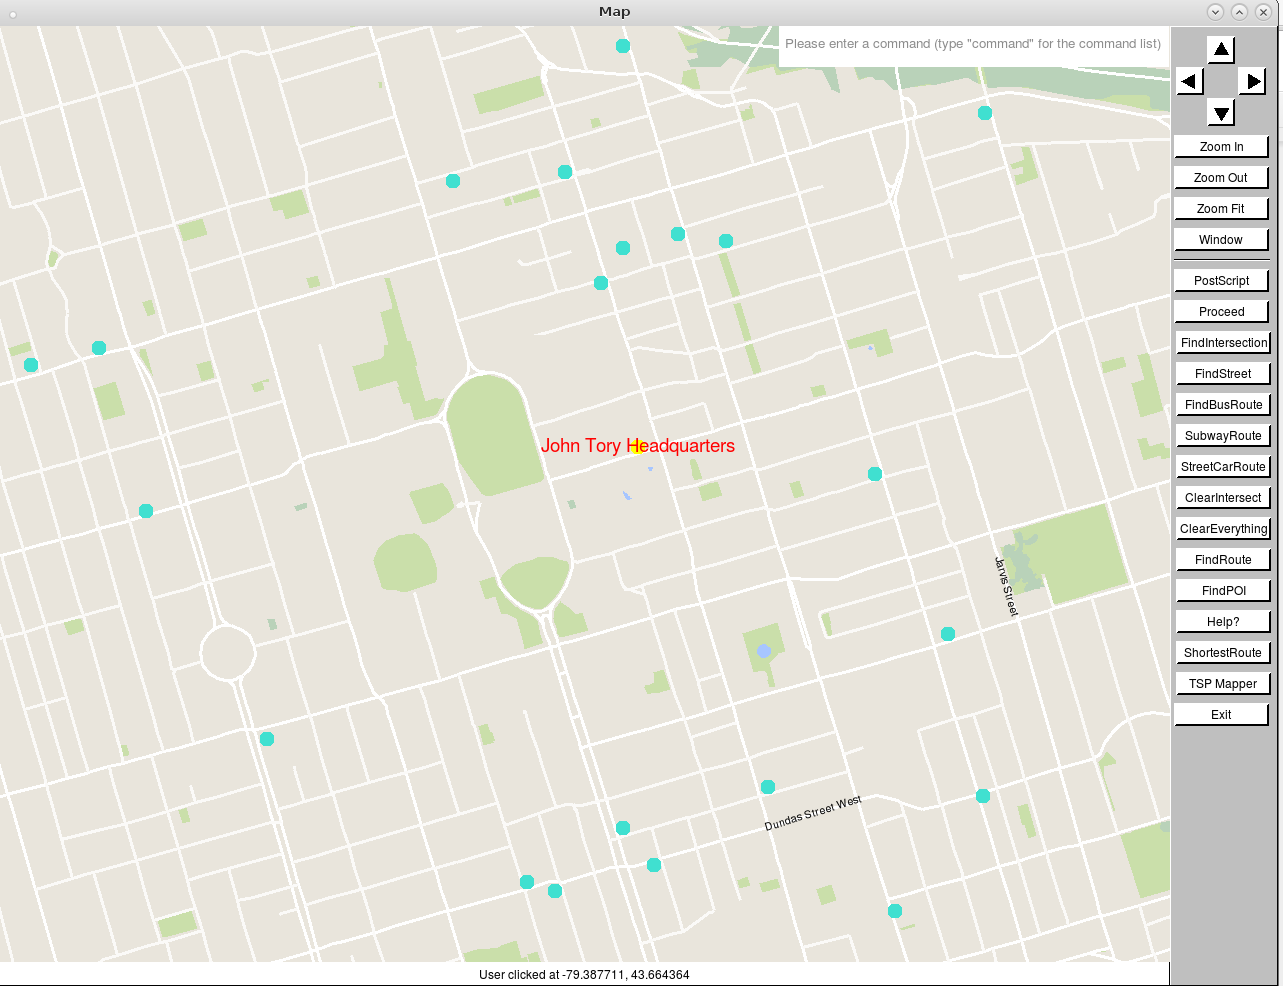 Map
Please enter a command (type "command" for the command list)
Zoom In
Zoom Out
Zoom Fit
Window
PostScript
Proceed
FindIntersection
FindStreet
FindBusRoute
SubwayRoute
StreetCarRoute
ClearIntersect
ClearEverything
FindRoute
FindPOI
Help?
ShortestRoute
TSP Mapper
Exit
John Tory Headquarters
Jarvis Street
Dundas Street West
User clicked at -79.387711, 43.664364